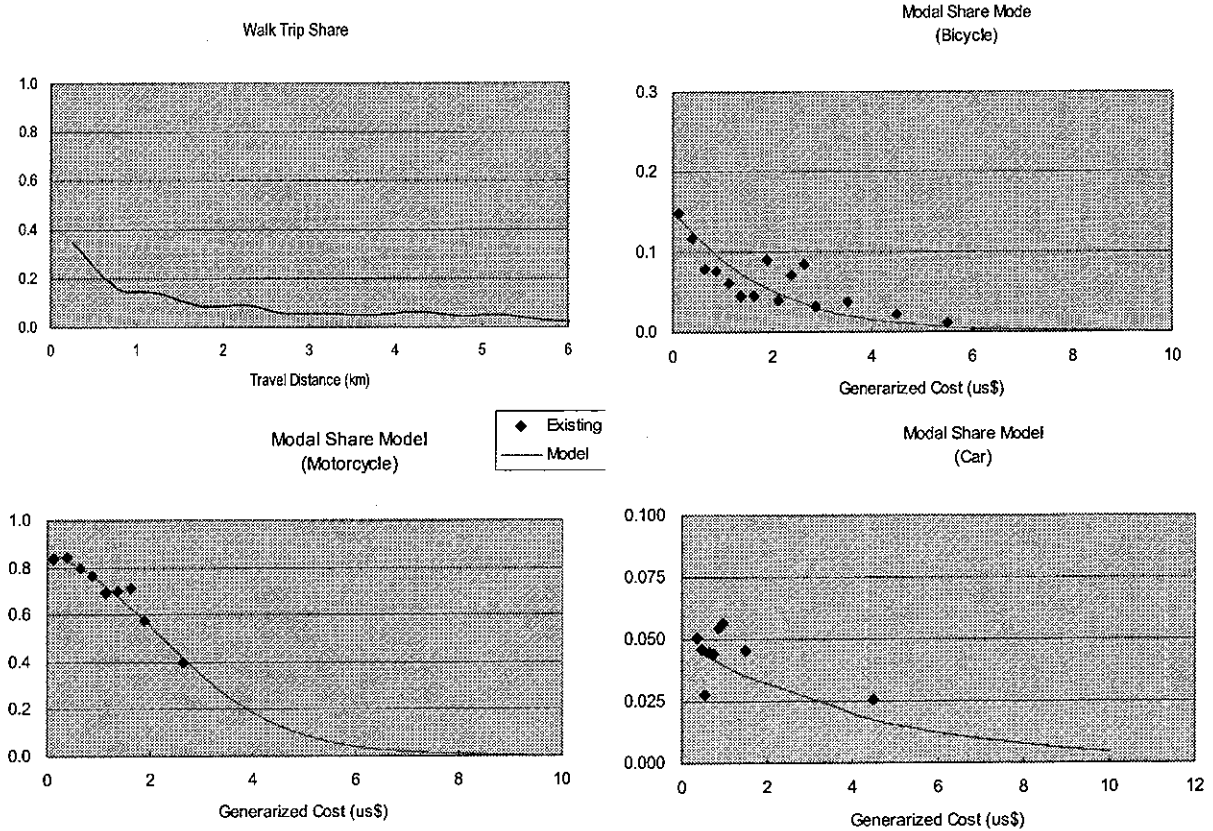 Walk Trip Share
1.0
0.8
0.6
0.4
0.2
0.0
0 1 2 3 4 5 6
Travel Distance (km)
Modal Share Mode
(Bicycle)
0.3
0.2
0.1
0.0
0 2 4 6 8 10
Generarized Cost (us$)
Modal Share Model
(Motorcycle)
Existing
Model
1.0
0.8
0.6
0.4
0.2
0.0
0 2 4 6 8 10
Generarized Cost (us$)
Modal Share Model
(Car)
0.100
0.075
0.050
0.025
0.000
0 2 4 6 8 10 12
Generarized Cost (us$)